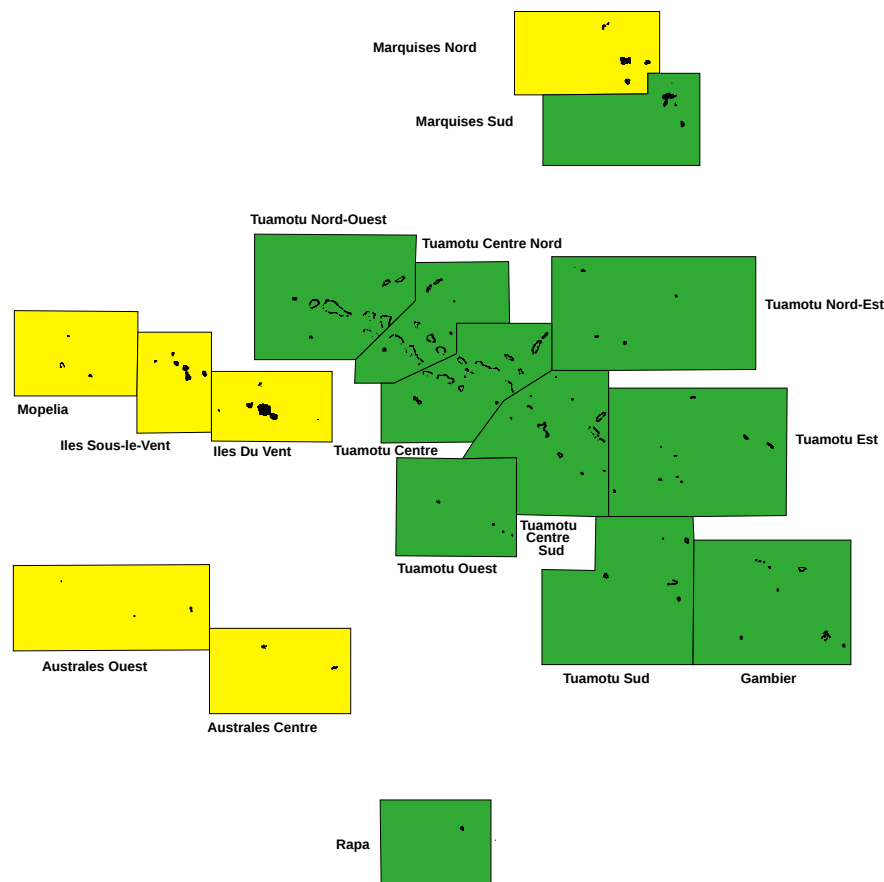 Marquises Nord
Marquises Sud
Tuamotu Nord-Ouest
Tuamotu Centre Nord
Tuamotu Nord-Est
Mopelia
Iles Sous-le-Vent
Iles Du Vent
Tuamotu Centre
Tuamotu Est
Tuamotu
Centre
Sud
Tuamotu Ouest
Australes Ouest
Tuamotu Sud
Gambier
Australes Centre
Rapa